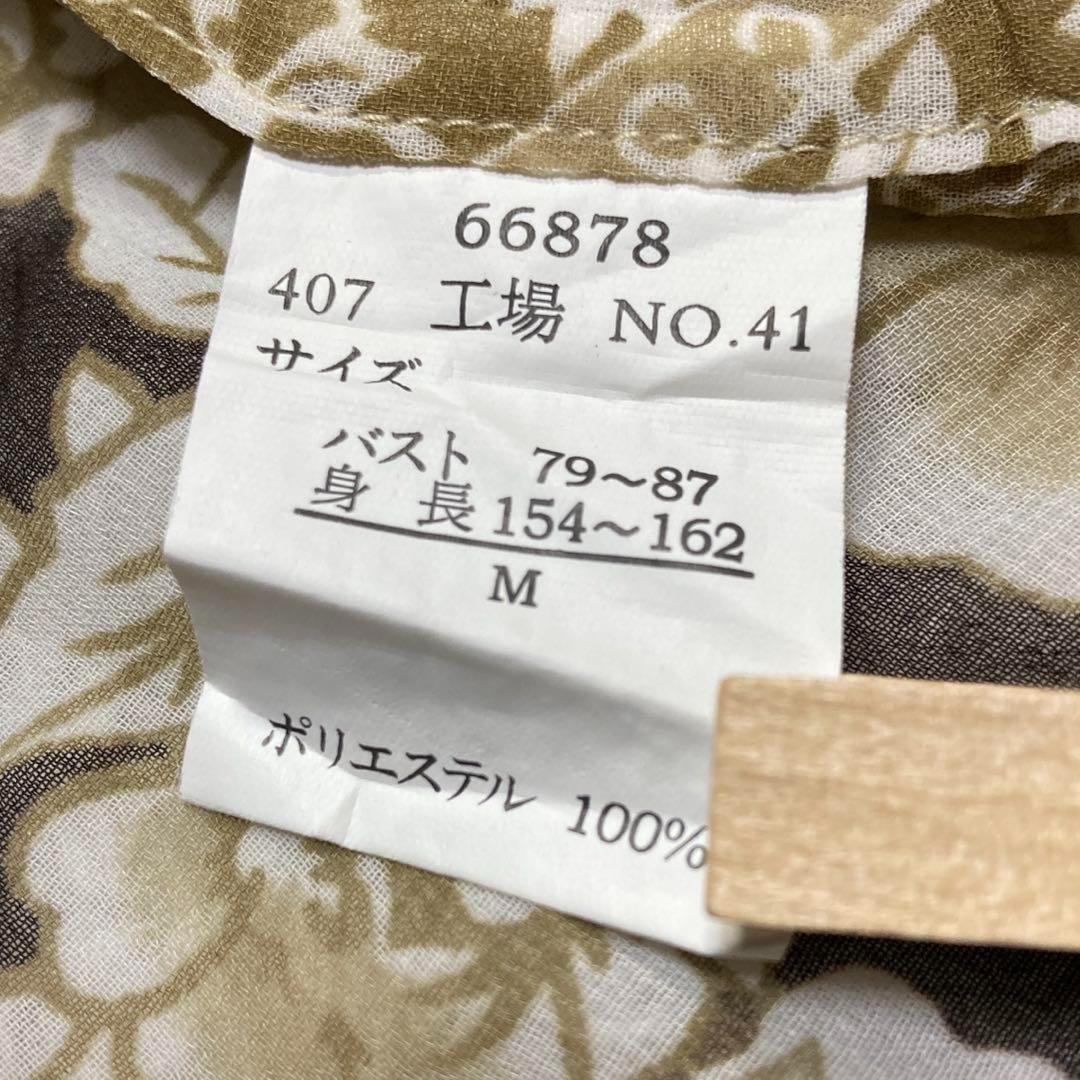 66878
407 工場 NO.41
サイズ
バスト 79～87
身長 154～162
M
ポリエステル 100%